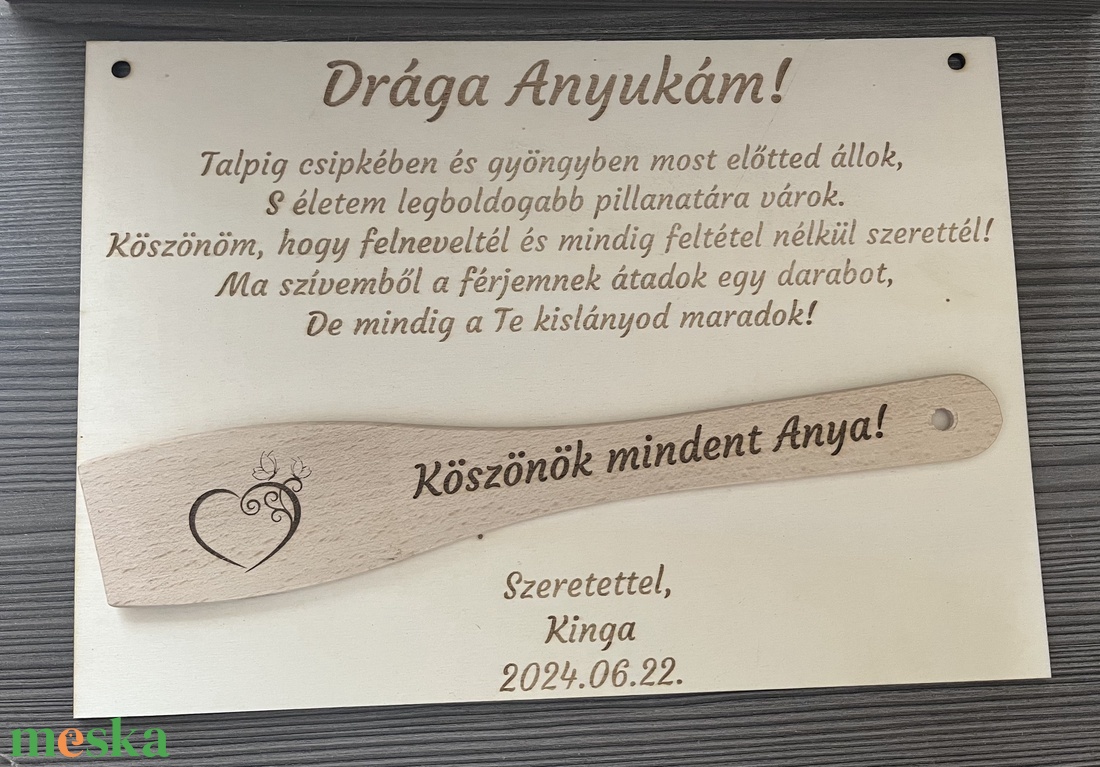 Drága Anyukám!
Talpig csipkében és gyöngyben most előtted állok,
S életem legboldogabb pillanatára várok.
Köszönöm, hogy felneveltél és mindig feltétel nélkül szerettél!
Ma szívemből a férjemnek átadok egy darabot,
De mindig a Te kislányod maradok!
Köszönök mindent Anya!
Szeretettel,
Kinga
2024.06.22.
meska